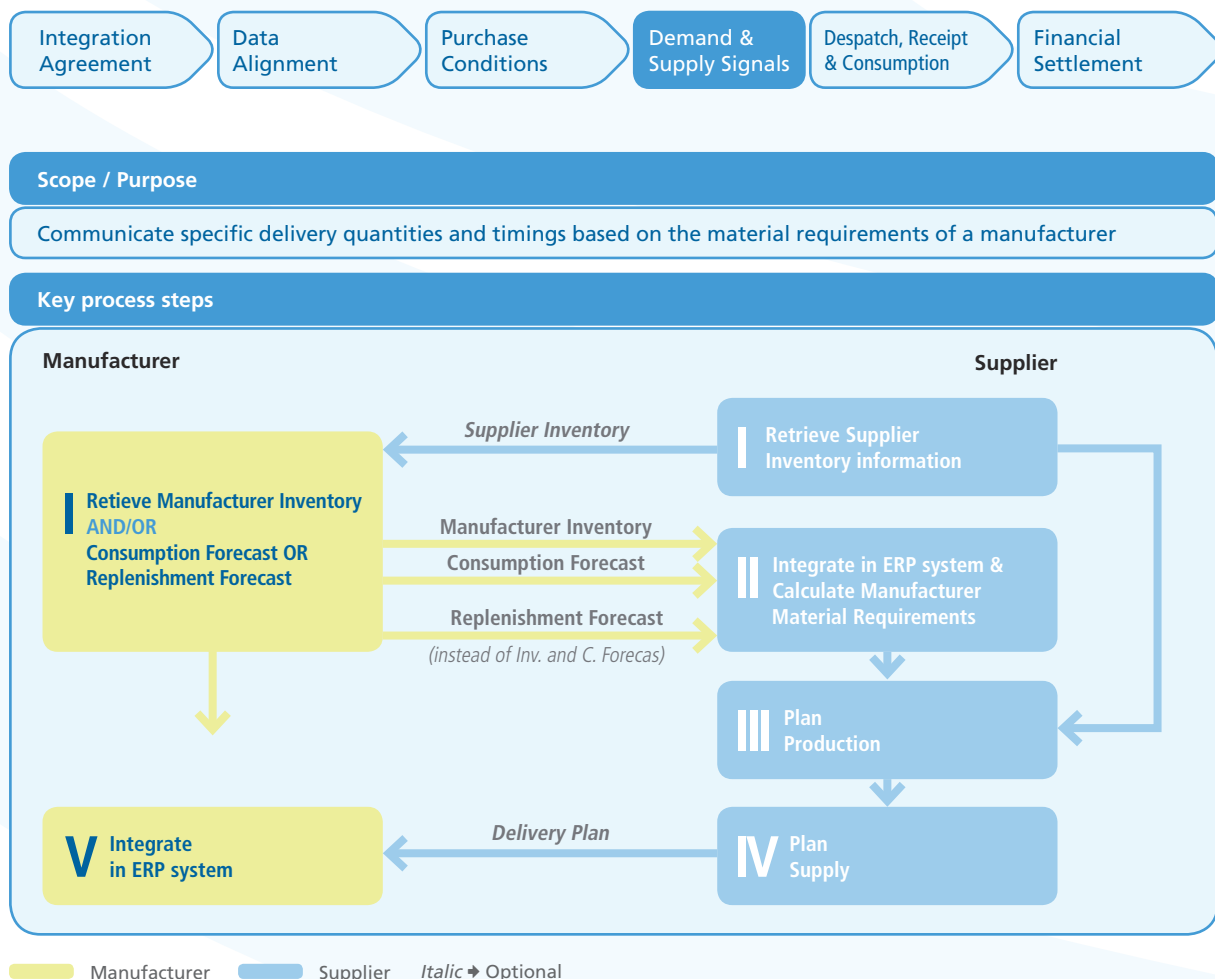 Integration
Agreement
Data
Alignment
Purchase
Conditions
Demand &
Supply Signals
Despatch, Receipt
& Consumption
Financial
Settlement
Scope / Purpose
Communicate specific delivery quantities and timings based on the material requirements of a manufacturer
Key process steps
Manufacturer
Supplier
Supplier Inventory
I Retrieve Supplier
Inventory information
I Retieve Manufacturer Inventory
AND/OR
Consumption Forecast OR
Replenishment Forecast
Manufacturer Inventory
Consumption Forecast
Replenishment Forecast
(instead of Inv. and C. Forecas)
II Integrate in ERP system &
Calculate Manufacturer
Material Requirements
III Plan
Production
V Integrate
in ERP system
Delivery Plan
IV Plan
Supply
Manufacturer
Supplier
Italic ➧ Optional